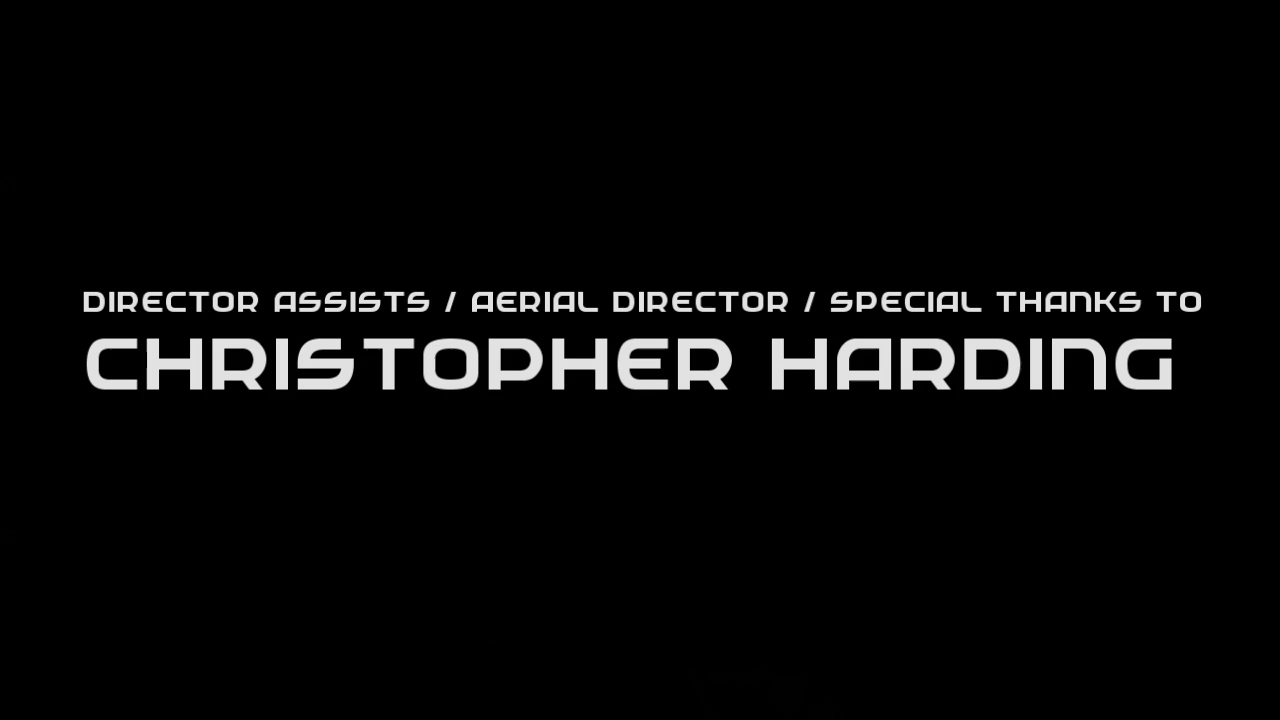 DIRECTOR ASSISTS / AERIAL DIRECTOR / SPECIAL THANKS TO
CHRISTOPHER HARDING